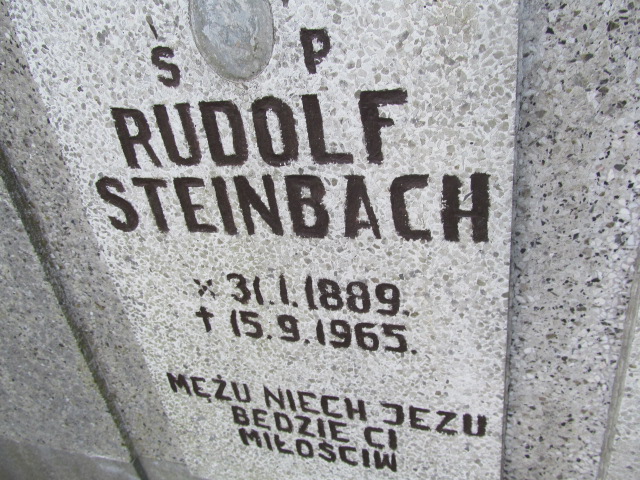 Ś P
RUDOLF
STEINBACH
× 31.1.1889.
† 15.9.1965.
MĘŻU NIECH JEZU
BĘDZIE CI
MIŁOŚCIW